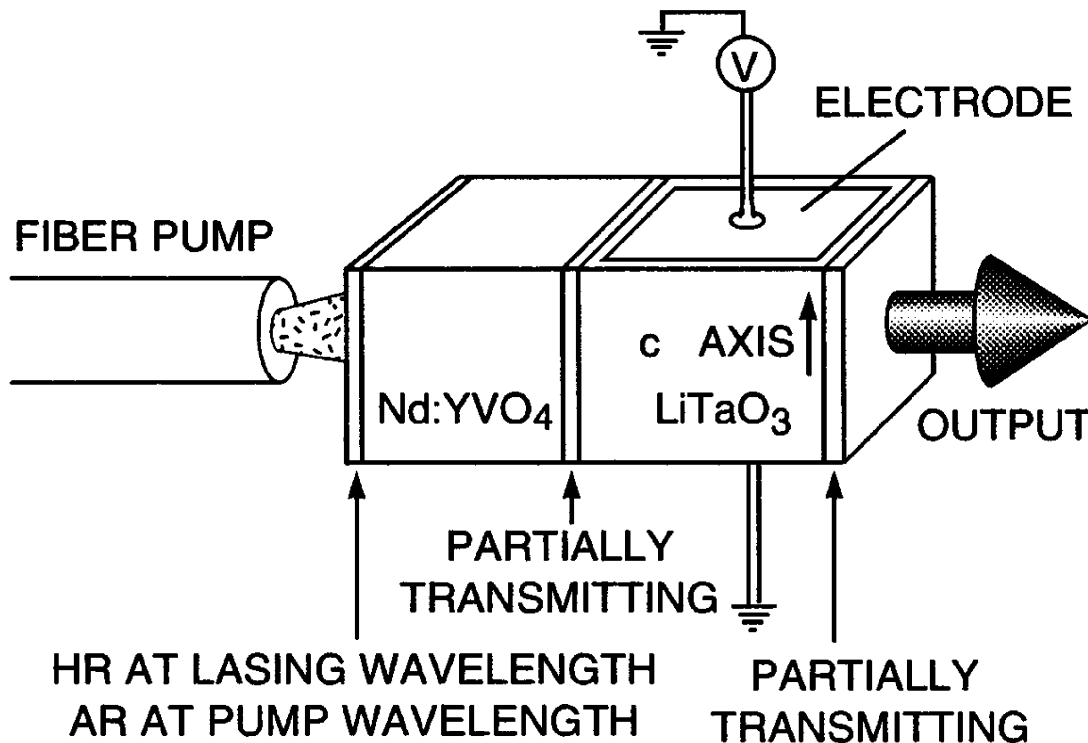 V
ELECTRODE
FIBER PUMP
c AXIS
Nd:YVO4
LiTaO3
OUTPUT
PARTIALLY
TRANSMITTING
HR AT LASING WAVELENGTH
AR AT PUMP WAVELENGTH
PARTIALLY
TRANSMITTING